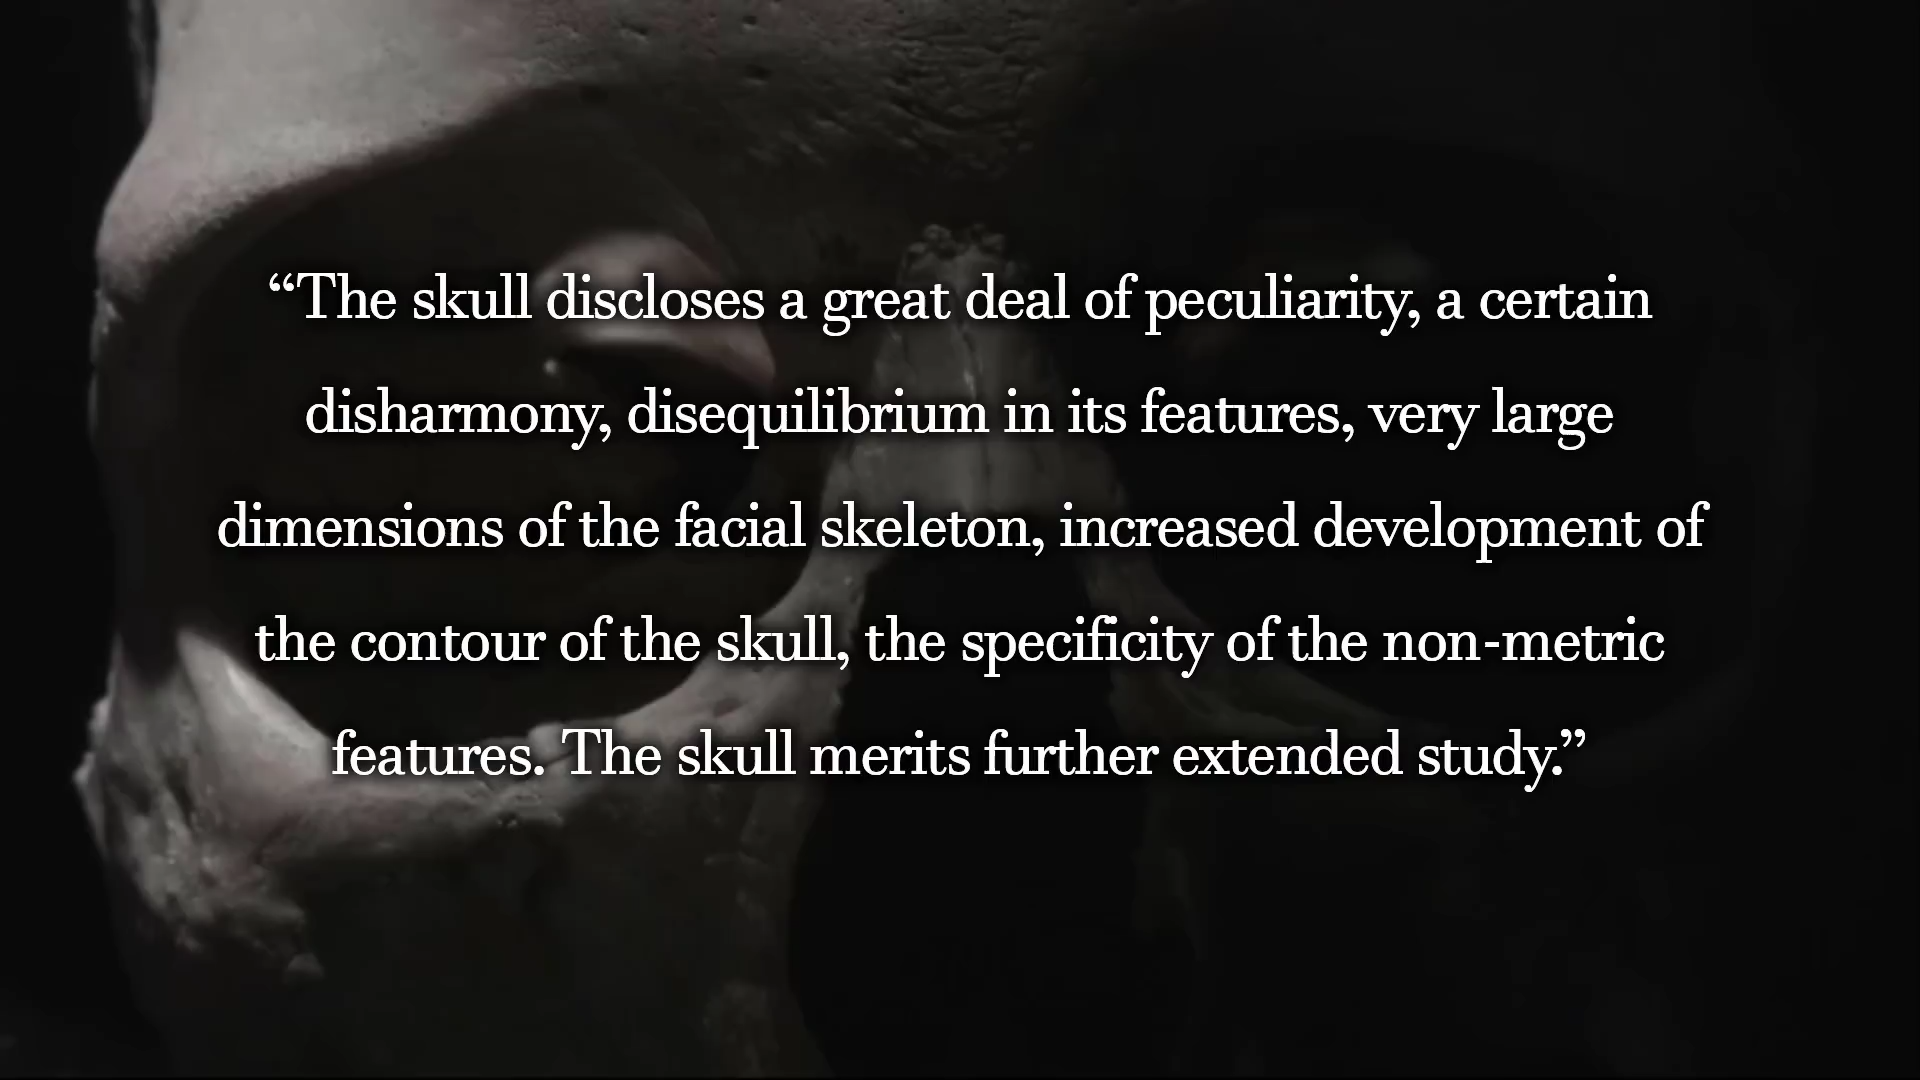 “The skull discloses a great deal of peculiarity, a certain
disharmony, disequilibrium in its features, very large
dimensions of the facial skeleton, increased development of
the contour of the skull, the specificity of the non-metric
features. The skull merits further extended study.”